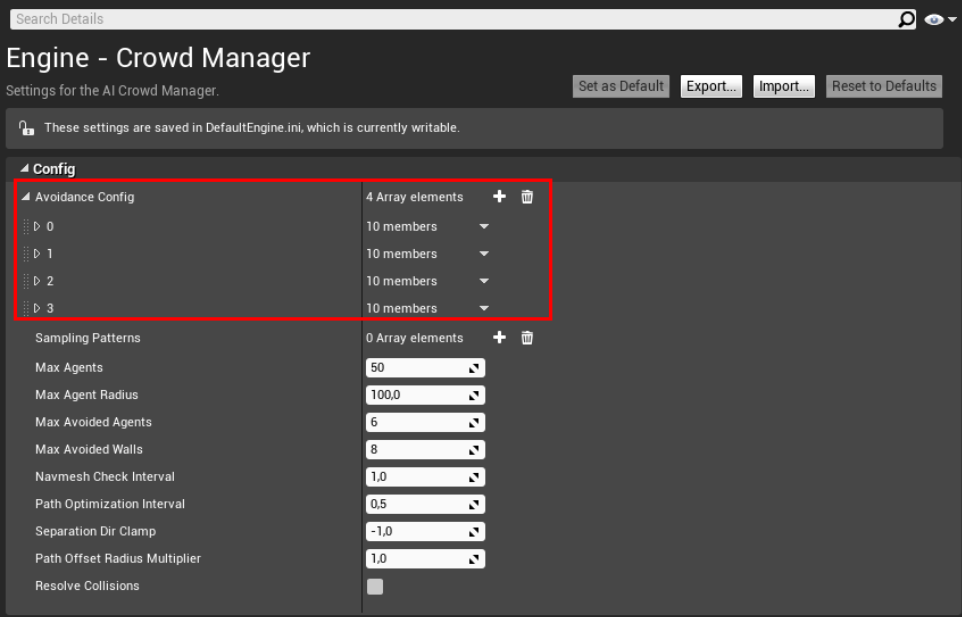 Search Details
Engine - Crowd Manager
Settings for the AI Crowd Manager.
Set as Default Export... Import... Reset to Defaults
These settings are saved in DefaultEngine.ini, which is currently writable.
Config
Avoidance Config 4 Array elements
0 10 members
1 10 members
2 10 members
3 10 members
Sampling Patterns 0 Array elements
Max Agents 50
Max Agent Radius 100,0
Max Avoided Agents 6
Max Avoided Walls 8
Navmesh Check Interval 1,0
Path Optimization Interval 0,5
Separation Dir Clamp -1,0
Path Offset Radius Multiplier 1,0
Resolve Collisions